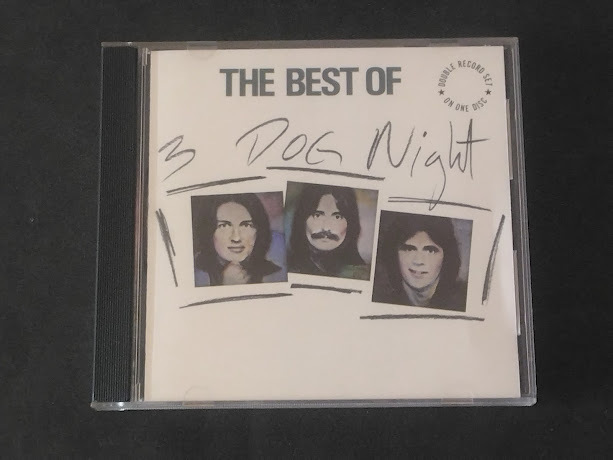 THE BEST OF
DOUBLE RECORD SET
ON ONE DISC
3 DOG Night